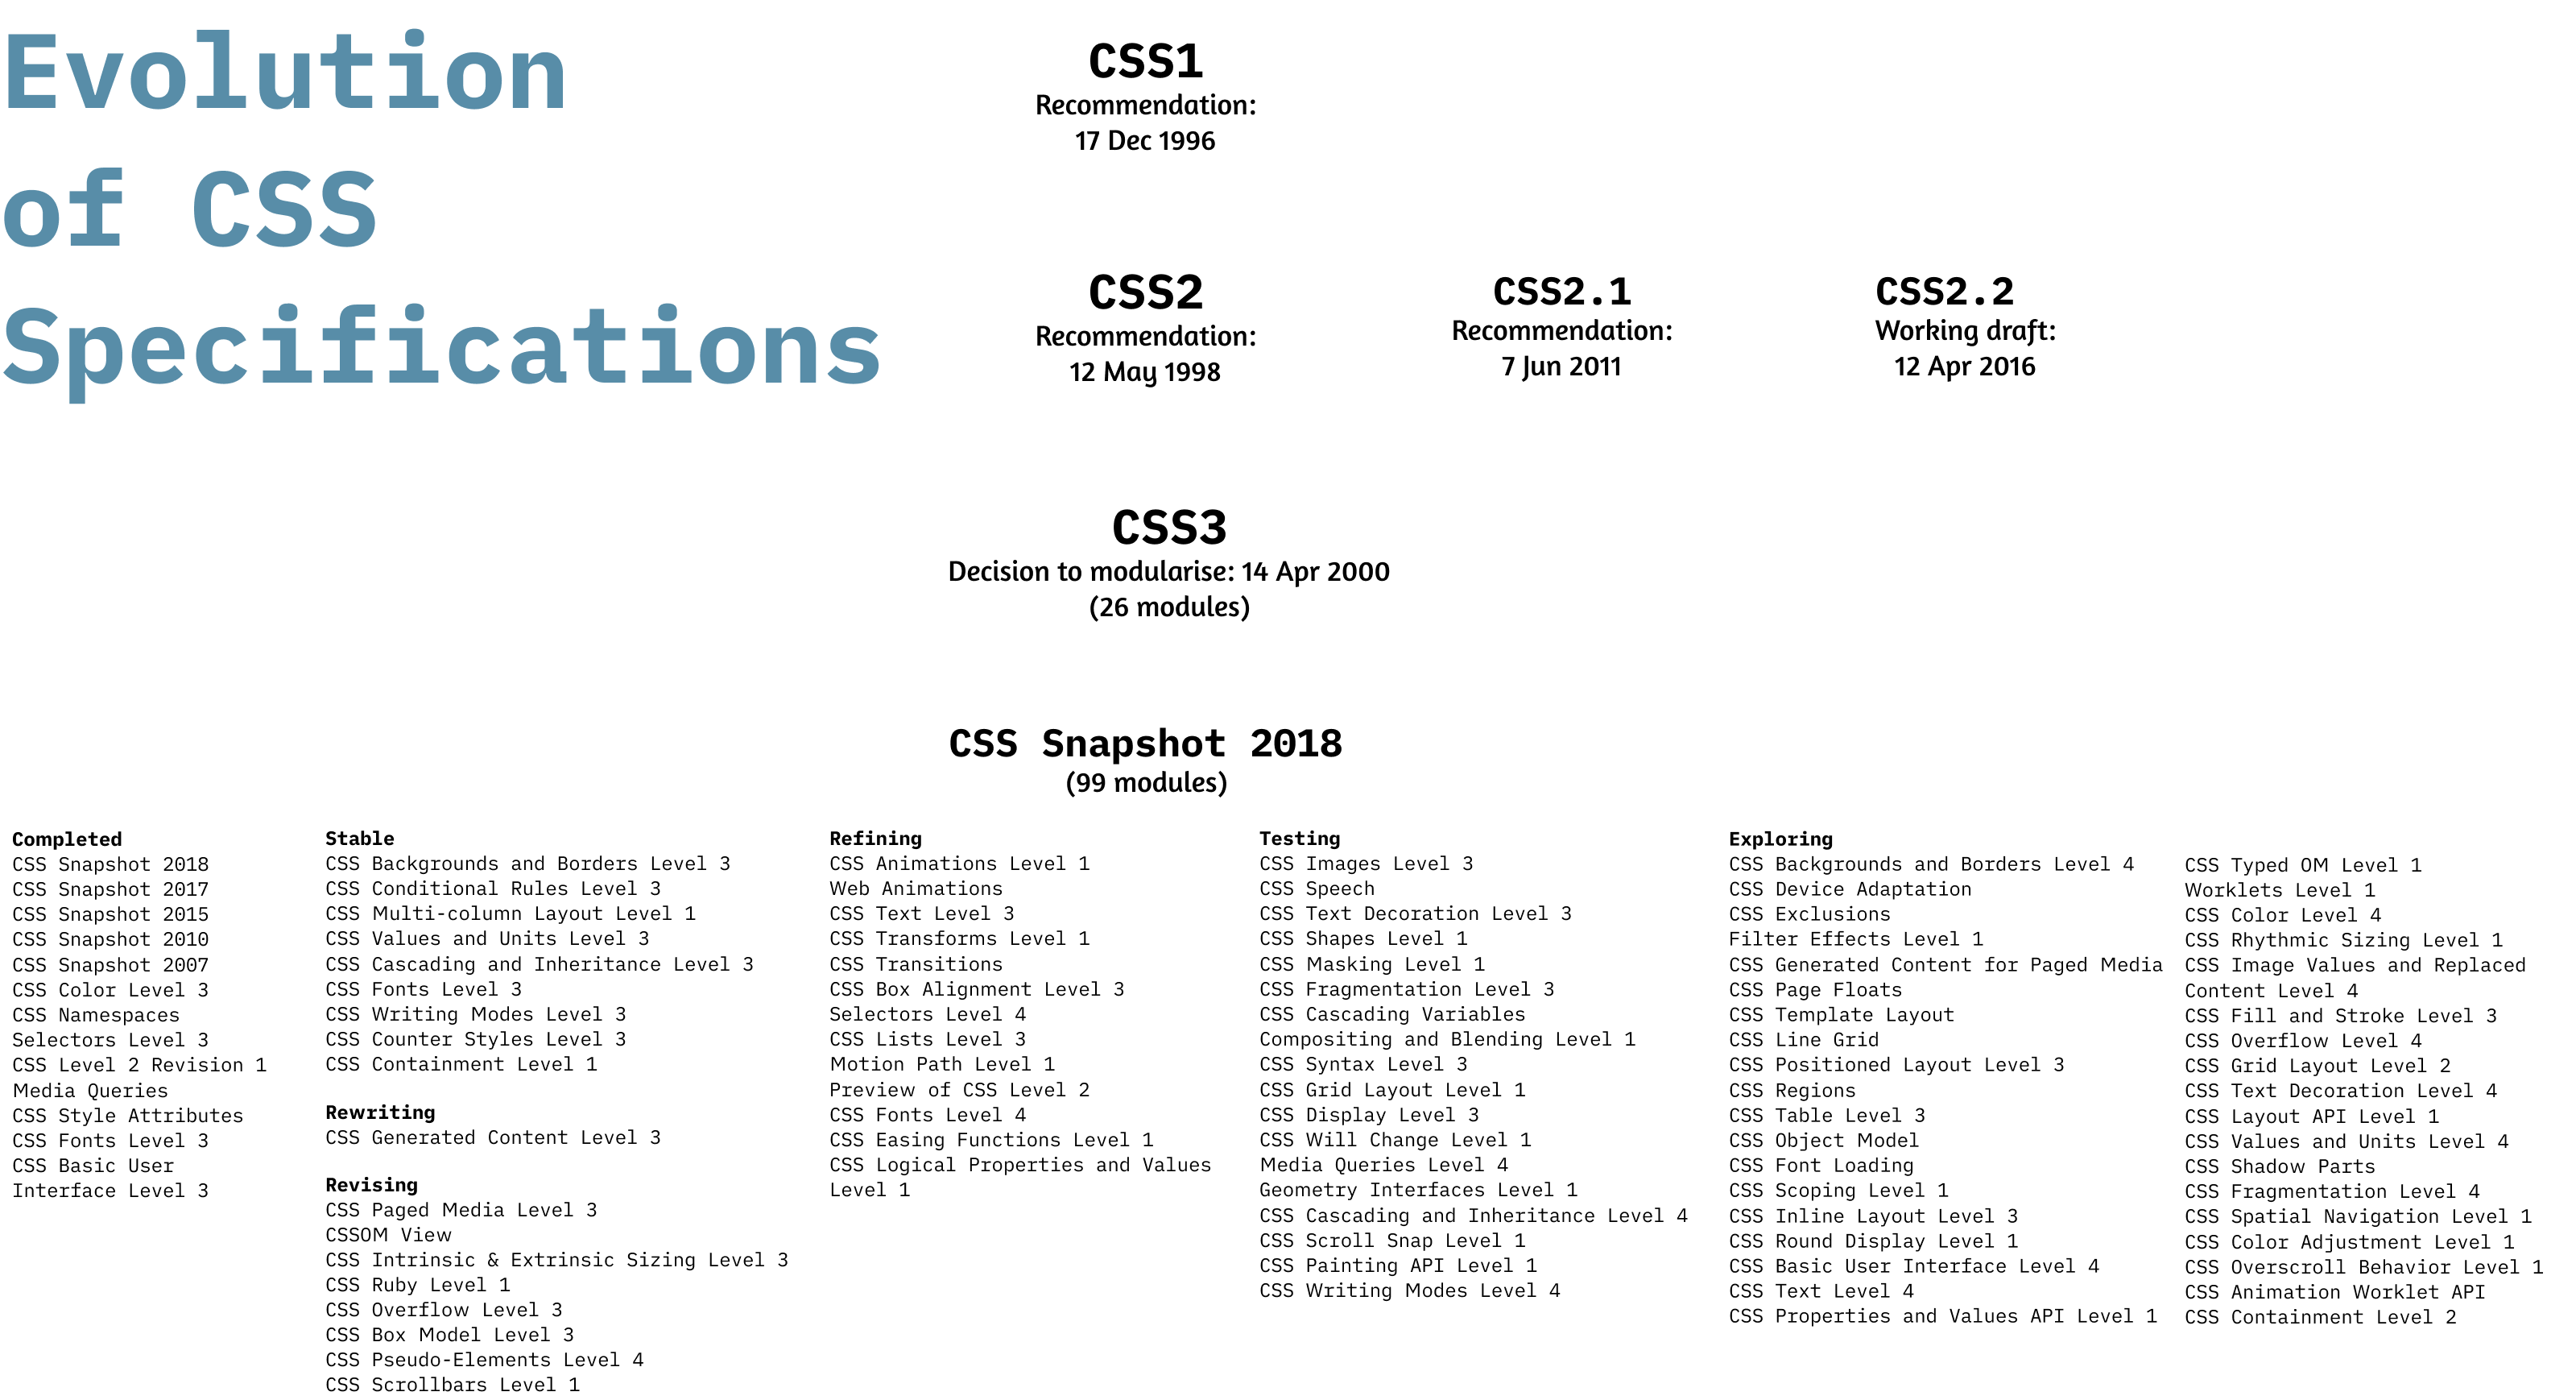 Evolution
of CSS
Specifications
CSS1
Recommendation:
17 Dec 1996
CSS2
Recommendation:
12 May 1998
CSS2.1
Recommendation:
7 Jun 2011
CSS2.2
Working draft:
12 Apr 2016
CSS3
Decision to modularise: 14 Apr 2000
(26 modules)
CSS Snapshot 2018
(99 modules)
Completed
CSS Snapshot 2018
CSS Snapshot 2017
CSS Snapshot 2015
CSS Snapshot 2010
CSS Snapshot 2007
CSS Color Level 3
CSS Namespaces
Selectors Level 3
CSS Level 2 Revision 1
Media Queries
CSS Style Attributes
CSS Fonts Level 3
CSS Basic User
Interface Level 3
Stable
CSS Backgrounds and Borders Level 3
CSS Conditional Rules Level 3
CSS Multi-column Layout Level 1
CSS Values and Units Level 3
CSS Cascading and Inheritance Level 3
CSS Fonts Level 3
CSS Writing Modes Level 3
CSS Counter Styles Level 3
CSS Containment Level 1
Rewriting
CSS Generated Content Level 3
Revising
CSS Paged Media Level 3
CSSOM View
CSS Intrinsic & Extrinsic Sizing Level 3
CSS Ruby Level 1
CSS Overflow Level 3
CSS Box Model Level 3
CSS Pseudo-Elements Level 4
CSS Scrollbars Level 1
Refining
CSS Animations Level 1
Web Animations
CSS Text Level 3
CSS Transforms Level 1
CSS Transitions
CSS Box Alignment Level 3
Selectors Level 4
CSS Lists Level 3
Motion Path Level 1
Preview of CSS Level 2
CSS Fonts Level 4
CSS Easing Functions Level 1
CSS Logical Properties and Values
Level 1
Testing
CSS Images Level 3
CSS Speech
CSS Text Decoration Level 3
CSS Shapes Level 1
CSS Masking Level 1
CSS Fragmentation Level 3
CSS Cascading Variables
Compositing and Blending Level 1
CSS Syntax Level 3
CSS Grid Layout Level 1
CSS Display Level 3
CSS Will Change Level 1
Media Queries Level 4
Geometry Interfaces Level 1
CSS Cascading and Inheritance Level 4
CSS Scroll Snap Level 1
CSS Painting API Level 1
CSS Writing Modes Level 4
Exploring
CSS Backgrounds and Borders Level 4
CSS Device Adaptation
CSS Exclusions
Filter Effects Level 1
CSS Generated Content for Paged Media
CSS Page Floats
CSS Template Layout
CSS Line Grid
CSS Positioned Layout Level 3
CSS Regions
CSS Table Level 3
CSS Object Model
CSS Font Loading
CSS Scoping Level 1
CSS Inline Layout Level 3
CSS Round Display Level 1
CSS Basic User Interface Level 4
CSS Text Level 4
CSS Properties and Values API Level 1
CSS Typed OM Level 1
Worklets Level 1
CSS Color Level 4
CSS Rhythmic Sizing Level 1
CSS Image Values and Replaced
Content Level 4
CSS Fill and Stroke Level 3
CSS Overflow Level 4
CSS Grid Layout Level 2
CSS Text Decoration Level 4
CSS Layout API Level 1
CSS Values and Units Level 4
CSS Shadow Parts
CSS Fragmentation Level 4
CSS Spatial Navigation Level 1
CSS Color Adjustment Level 1
CSS Overscroll Behavior Level 1
CSS Animation Worklet API
CSS Containment Level 2